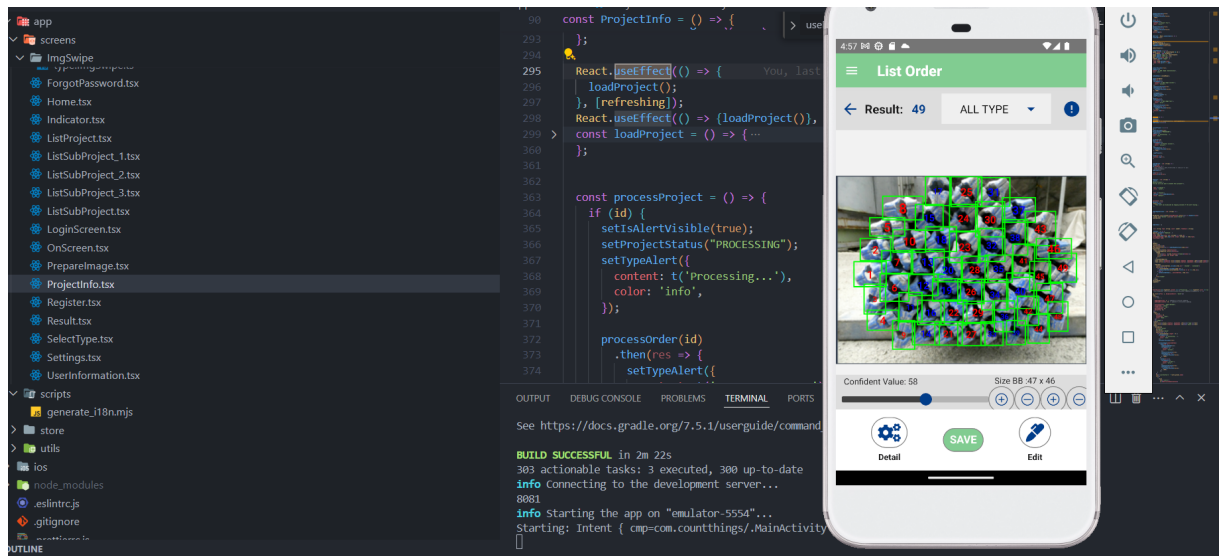 app
screens
ImgSwipe
ForgotPassword.tsx
Home.tsx
Indicator.tsx
ListProject.tsx
ListSubProject_1.tsx
ListSubProject_2.tsx
ListSubProject_3.tsx
ListSubProject.tsx
LoginScreen.tsx
OnScreen.tsx
PrepareImage.tsx
ProjectInfo.tsx
Register.tsx
Result.tsx
SelectType.tsx
Settings.tsx
UserInformation.tsx
scripts
generate_i18n.mjs
store
utils
ios
node_modules
.eslintrc.js
.gitignore
OUTLINE
90 const ProjectInfo = () => {
293 };
294
295 React.useEffect(() => { You, last
296 loadProject();
297 }, [refreshing]);
298 React.useEffect(() => {loadProject()},
299 const loadProject = () => {
360 };
361
362
363 const processProject = () => {
364 if (id) {
365 setIsAlertVisible(true);
366 setProjectStatus("PROCESSING");
367 setTypeAlert({
368 content: t('Processing...'),
369 color: 'info',
370 });
371
372 processOrder(id)
373 .then(res => {
374 setTypeAlert({
OUTPUT DEBUG CONSOLE PROBLEMS TERMINAL PORTS
See https://docs.gradle.org/7.5.1/userguide/command_
BUILD SUCCESSFUL in 2m 22s
303 actionable tasks: 3 executed, 300 up-to-date
info Connecting to the development server...
8081
info Starting the app on "emulator-5554"...
Starting: Intent { cmp=com.countthings/.MainActivity
4:57
List Order
Result: 49 ALL TYPE
Confident Value: 58 Size BB :47 x 46
Detail SAVE Edit